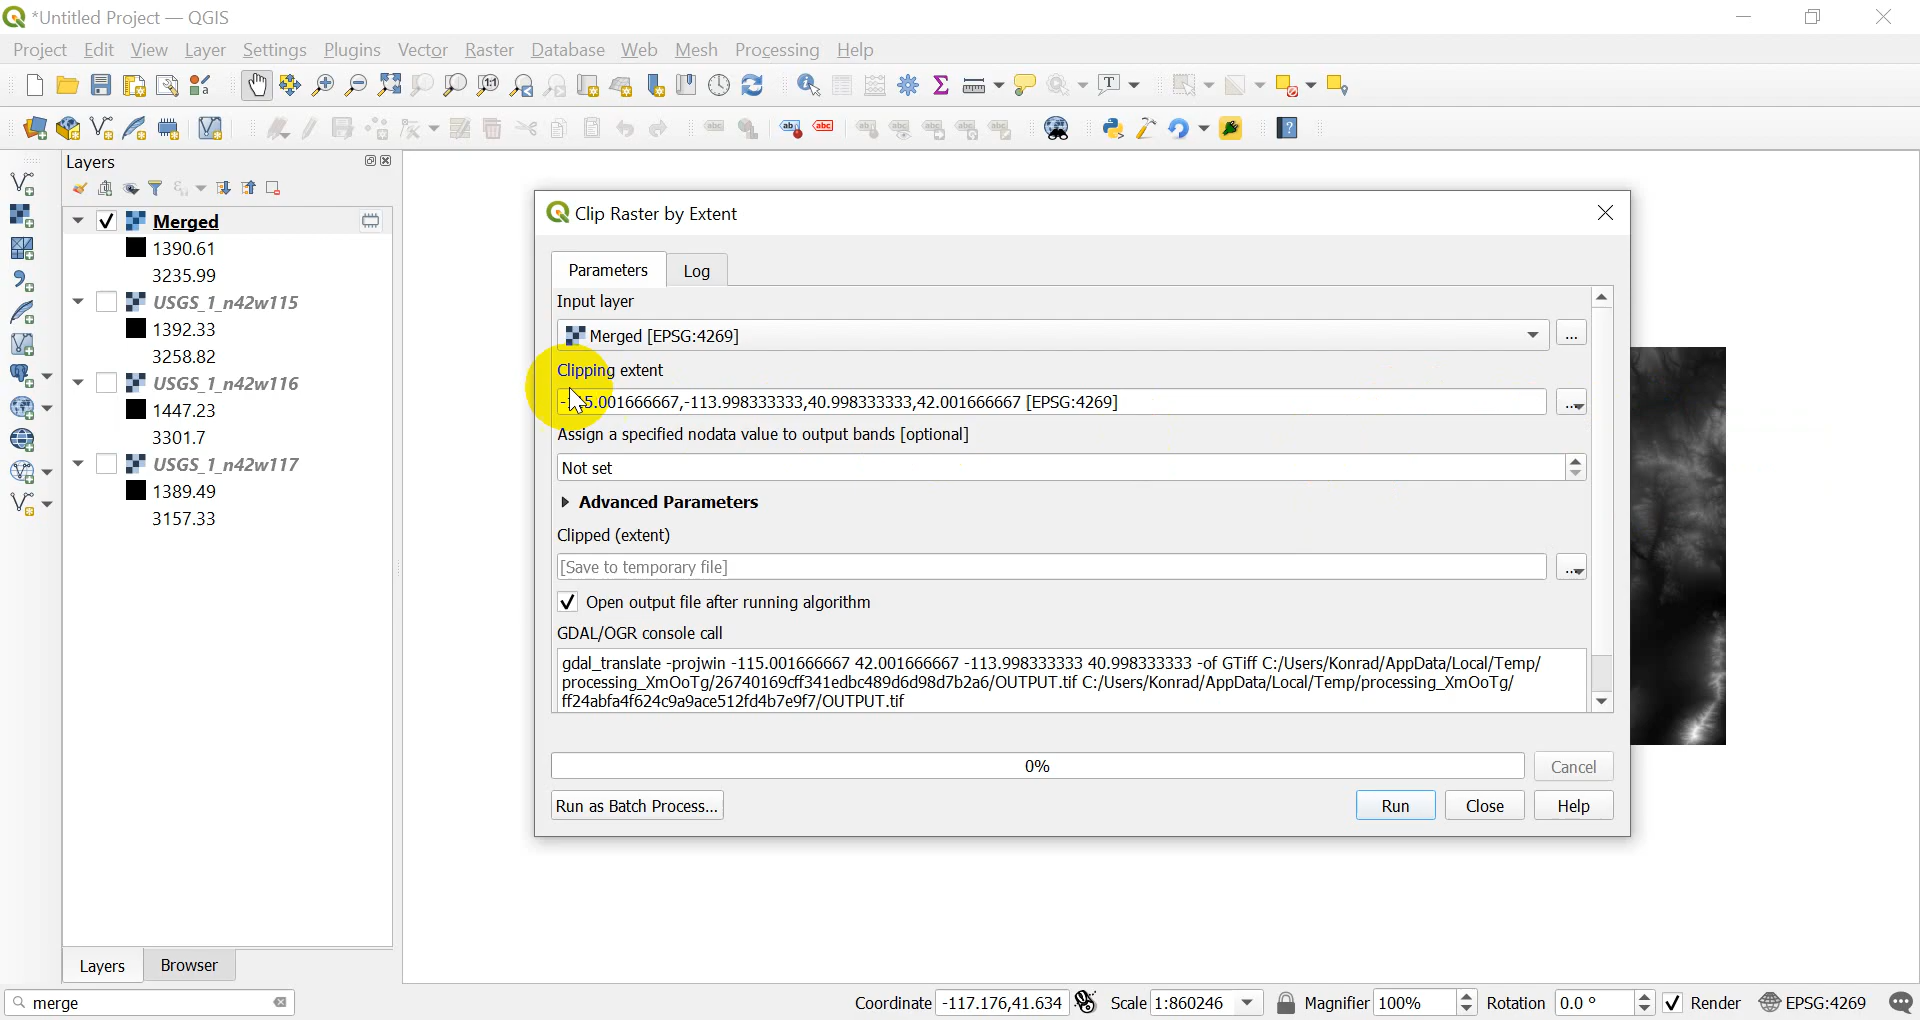 *Untitled Project — QGIS
Project Edit View Layer Settings Plugins Vector Raster Database Web Mesh Processing Help
Layers
Merged
1390.61
3235.99
USGS_1_n42w115
1392.33
3258.82
USGS_1_n42w116
1447.23
3301.7
USGS_1_n42w117
1389.49
3157.33
Clip Raster by Extent
Parameters Log
Input layer
Merged [EPSG:4269]
Clipping extent
5.001666667,-113.998333333,40.998333333,42.001666667 [EPSG:4269]
Assign a specified nodata value to output bands [optional]
Not set
Advanced Parameters
Clipped (extent)
[Save to temporary file]
Open output file after running algorithm
GDAL/OGR console call
gdal_translate -projwin -115.001666667 42.001666667 -113.998333333 40.998333333 -of GTiff C:/Users/Konrad/AppData/Local/Temp/
processing_XmOoTg/26740169cff341edbc489d6d98d7b2a6/OUTPUT.tif C:/Users/Konrad/AppData/Local/Temp/processing_XmOoTg/
ff24abfa4f624c9a9ace512fd4b7e9f7/OUTPUT.tif
0%
Cancel
Run as Batch Process...
Run Close Help
Layers Browser
merge
Coordinate -117.176,41.634 Scale 1:860246 Magnifier 100% Rotation 0.0 ° Render EPSG:4269